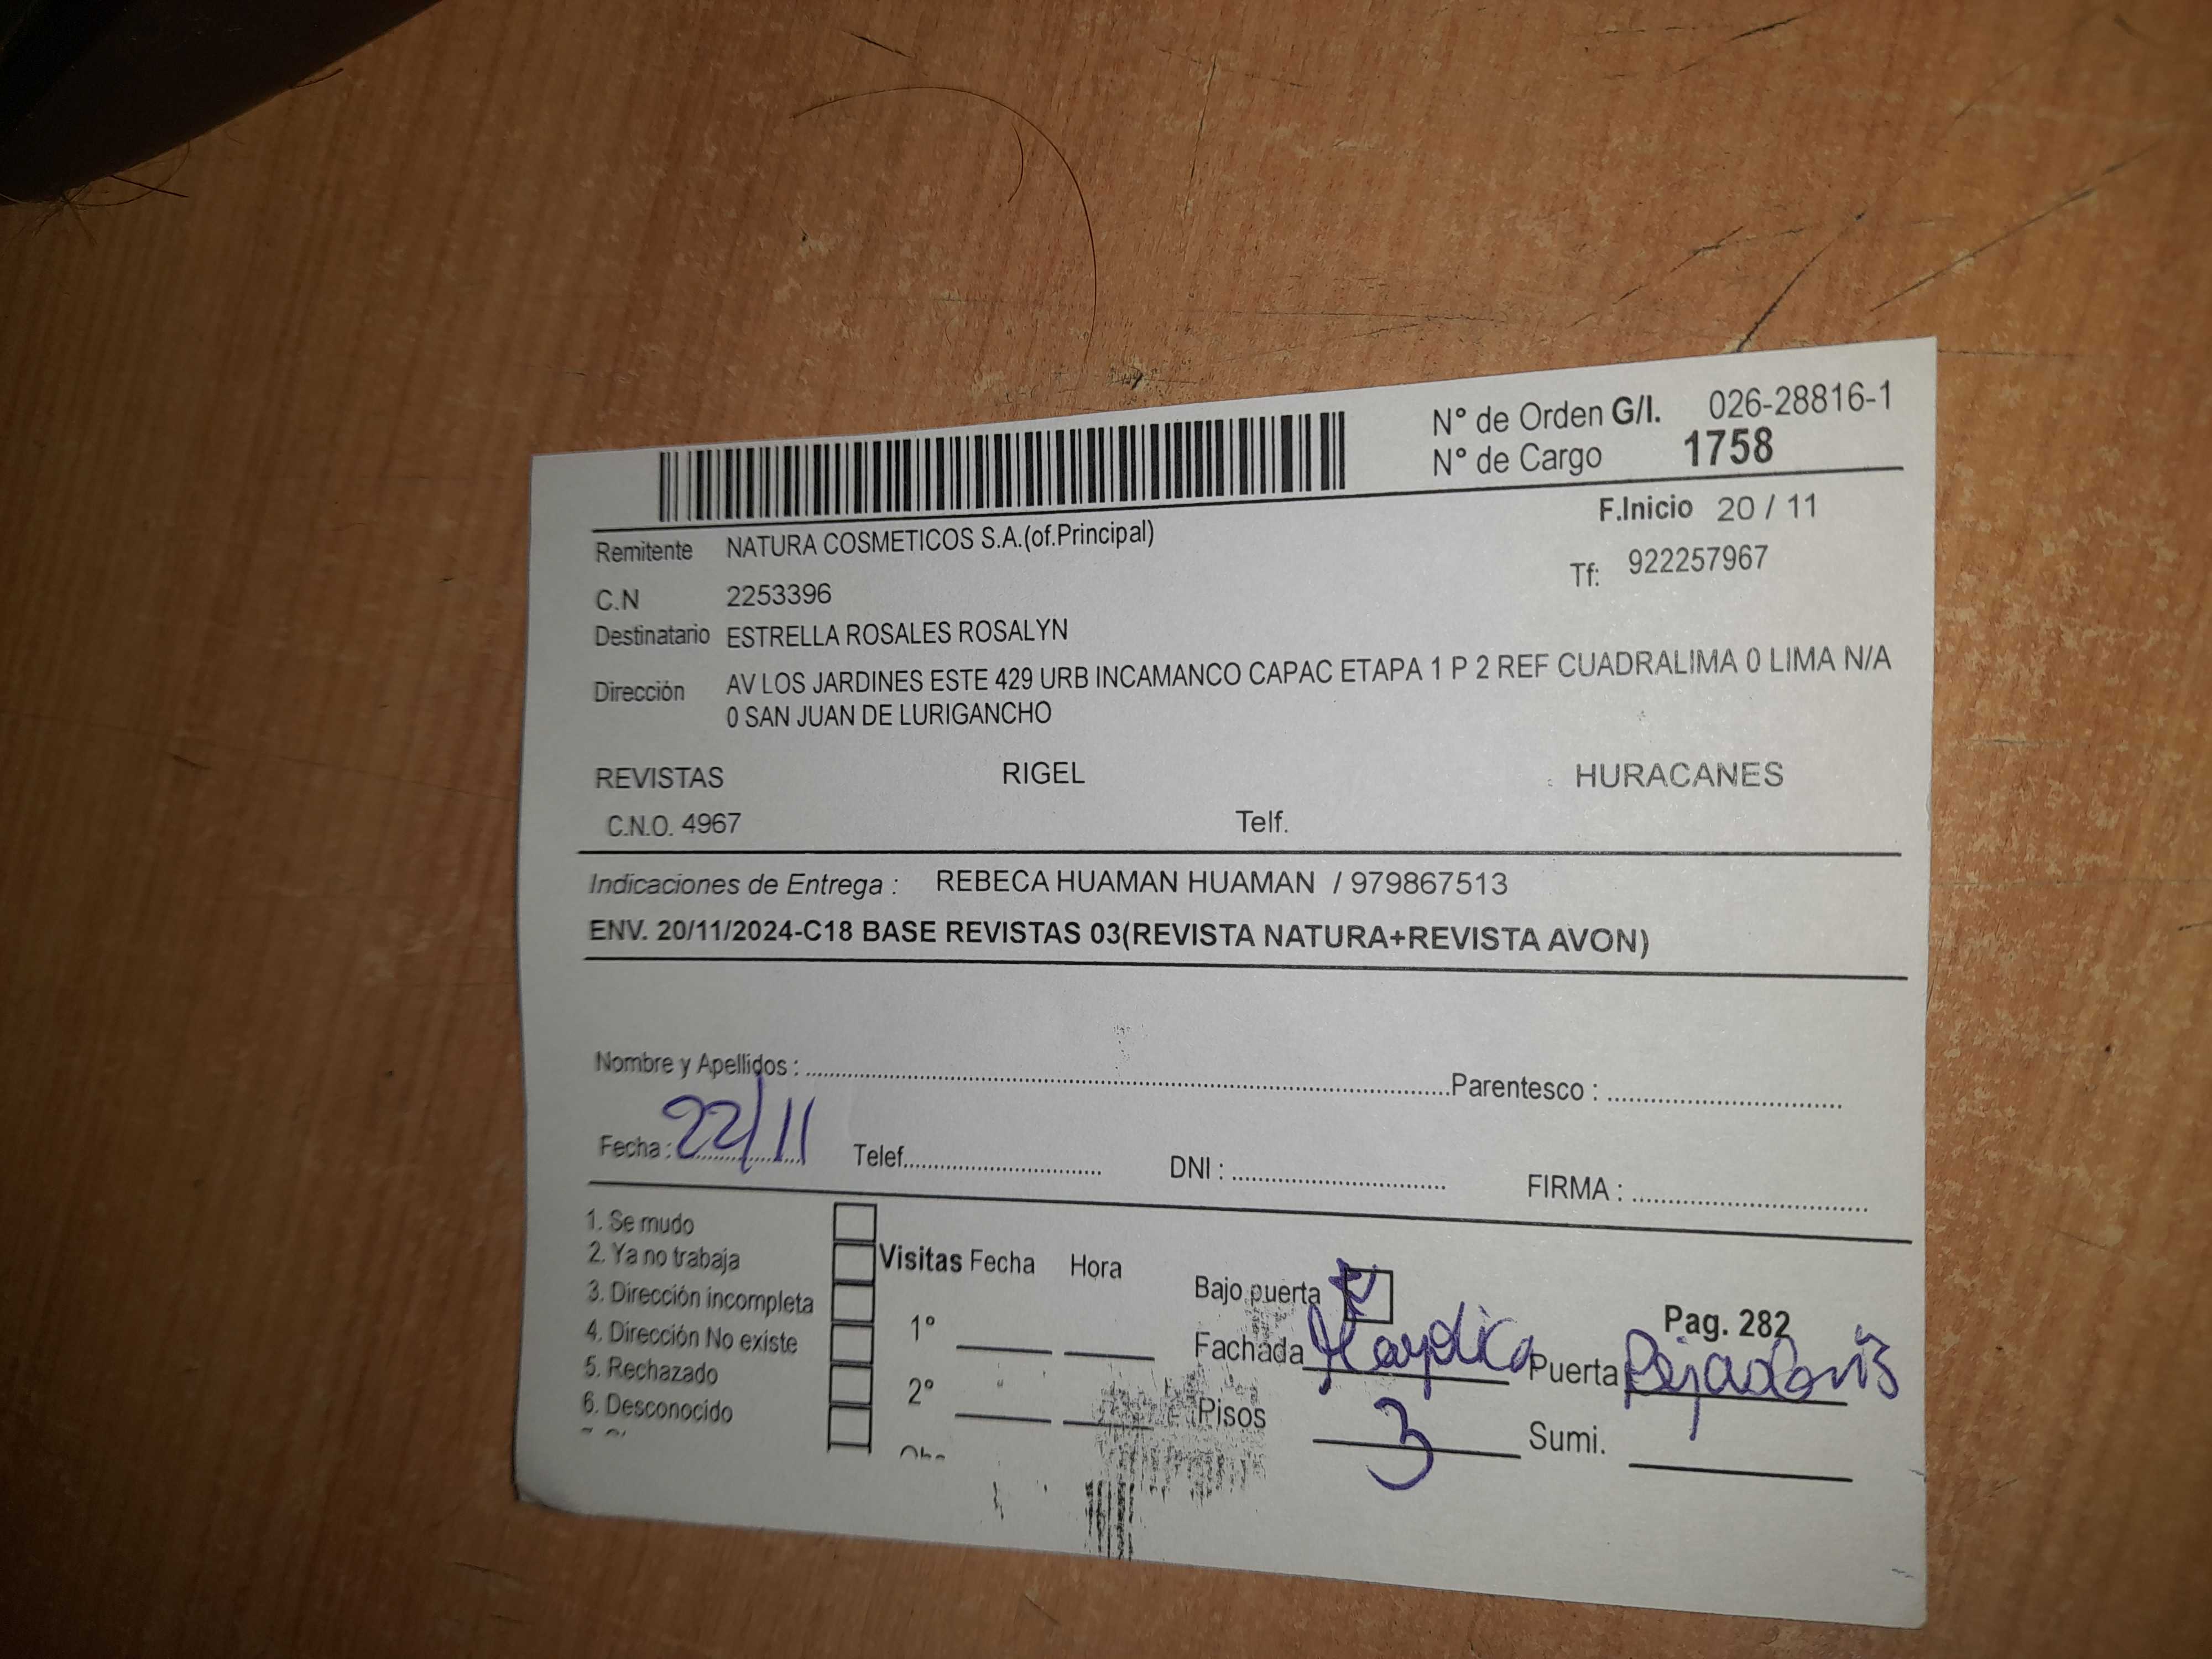 N° de Orden G/I. 026-28816-1
N° de Cargo 1758
F.Inicio 20 / 11
Remitente NATURA COSMETICOS S.A.(of.Principal)
Tf: 922257967
C.N 2253396
Destinatario ESTRELLA ROSALES ROSALYN
Dirección AV LOS JARDINES ESTE 429 URB INCAMANCO CAPAC ETAPA 1 P 2 REF CUADRALIMA 0 LIMA N/A
0 SAN JUAN DE LURIGANCHO
REVISTAS RIGEL HURACANES
C.N.O. 4967 Telf.
Indicaciones de Entrega : REBECA HUAMAN HUAMAN / 979867513
ENV. 20/11/2024-C18 BASE REVISTAS 03(REVISTA NATURA+REVISTA AVON)
Nombre y Apellidos : Parentesco :
Fecha : 22/11 Telef. DNI : FIRMA :
1. Se mudo
2. Ya no trabaja
3. Dirección incompleta
4. Dirección No existe
5. Rechazado
6. Desconocido
Visitas Fecha Hora
1°
2°
Bajo puerta
Pag. 282
Fachada Puerta
Pisos 3 Sumi.